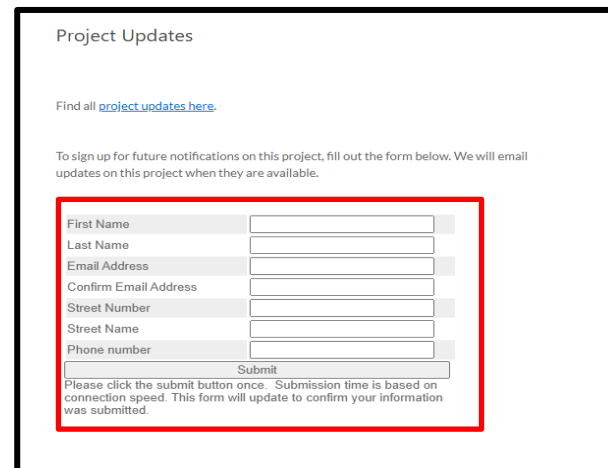 Project Updates
Find all project updates here.
To sign up for future notifications on this project, fill out the form below. We will email
updates on this project when they are available.
First Name
Last Name
Email Address
Confirm Email Address
Street Number
Street Name
Phone number
Submit
Please click the submit button once.  Submission time is based on
connection speed. This form will update to confirm your information
was submitted.